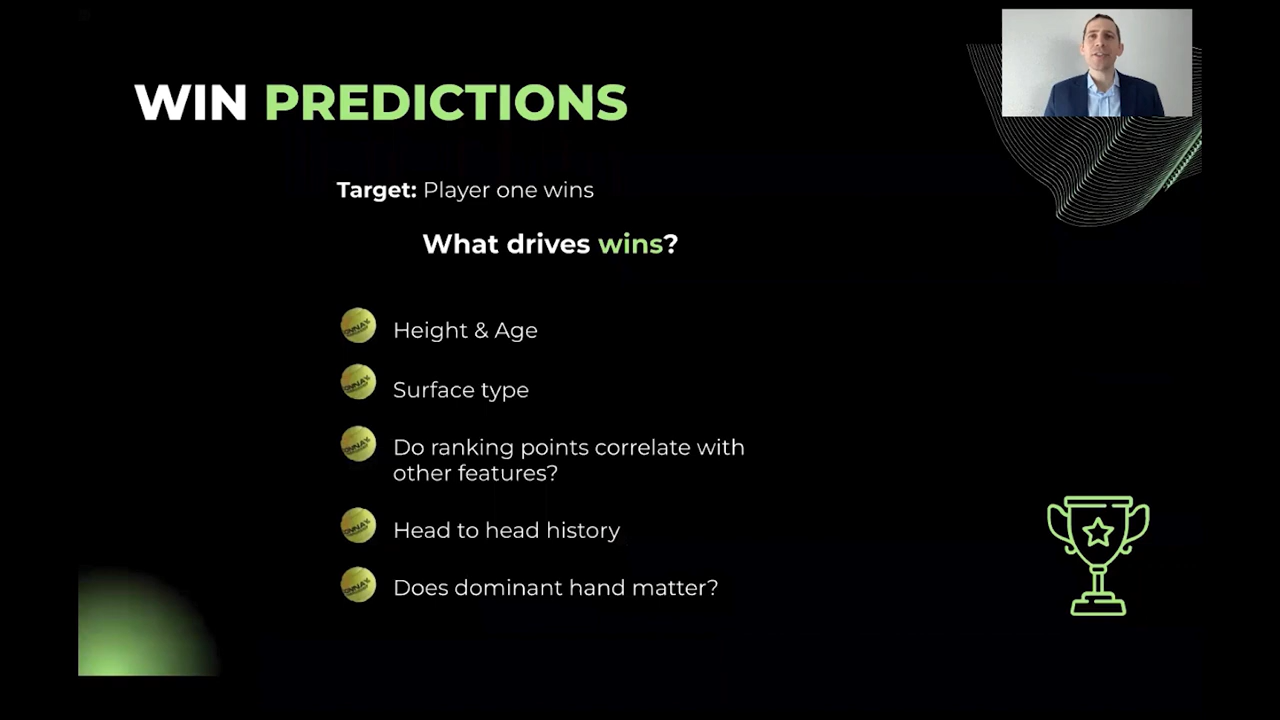 WIN PREDICTIONS
Target: Player one wins
What drives wins?
Height & Age
Surface type
Do ranking points correlate with
other features?
Head to head history
Does dominant hand matter?